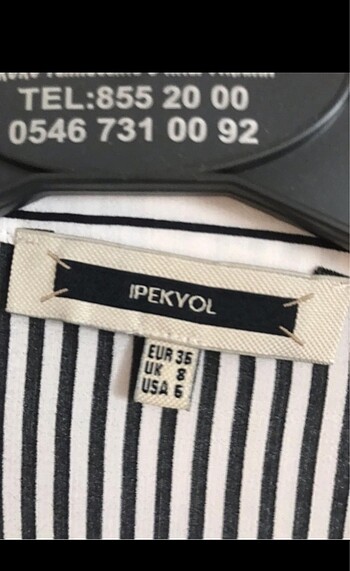 TEL:855 20 00
0546 731 00 92
IPEKYOL
EUR 36
UK 8
USA 6